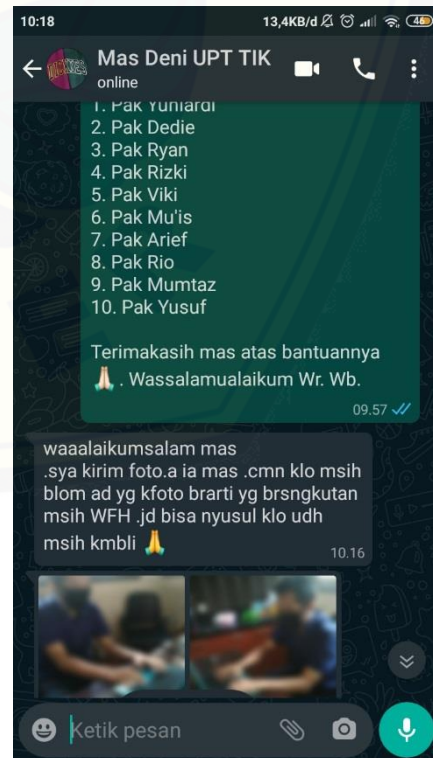 10:18 13,4KB/d 46
Mas Deni UPT TIK
online
1. Pak Yuniardi
2. Pak Dedie
3. Pak Ryan
4. Pak Rizki
5. Pak Viki
6. Pak Mu'is
7. Pak Arief
8. Pak Rio
9. Pak Mumtaz
10. Pak Yusuf
Terimakasih mas atas bantuannya
🙏🏻 . Wassalamualaikum Wr. Wb.
09.57
waaalaikumsalam mas
.sya kirim foto.a ia mas .cmn klo msih
blom ad yg kfoto brarti yg brsngkutan
msih WFH .jd bisa nyusul klo udh
msih kmbli 🙏
10.16
Ketik pesan